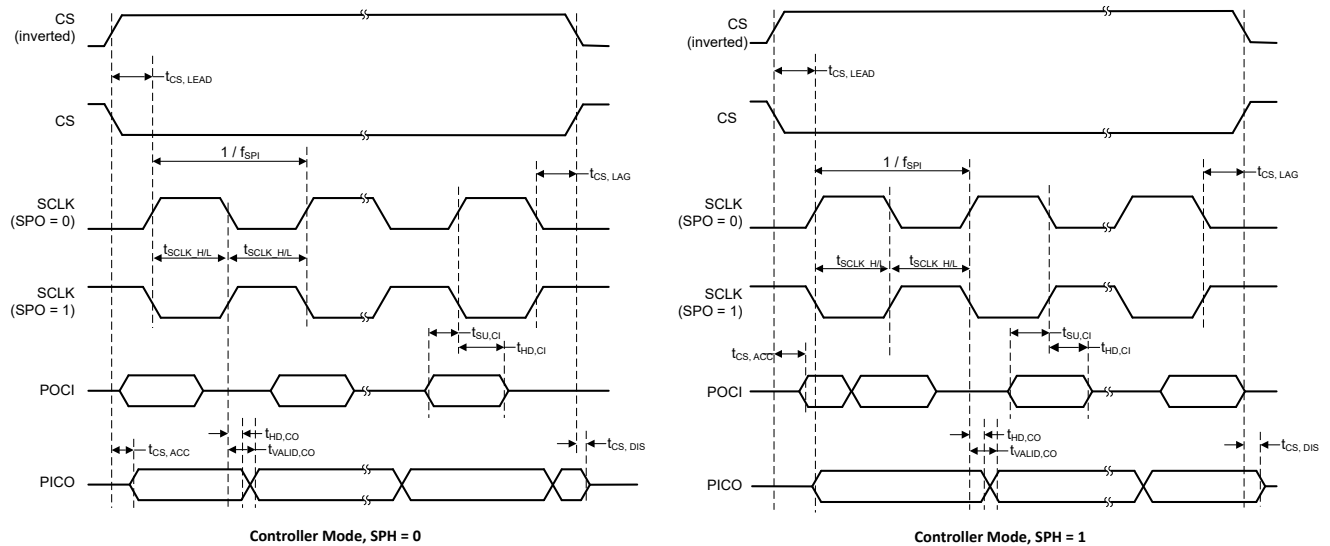 CS
(inverted)
tCS, LEAD
CS
1 / fSPI
tCS, LAG
SCLK
(SPO = 0)
tSCLK_H/L
tSCLK_H/L
SCLK
(SPO = 1)
tSU,CI
tHD,CI
POCI
tHD,CO
tCS, ACC
tVALID,CO
tCS, DIS
PICO
Controller Mode, SPH = 0
CS
(inverted)
tCS, LEAD
CS
1 / fSPI
tCS, LAG
SCLK
(SPO = 0)
tSCLK_H/L
tSCLK_H/L
SCLK
(SPO = 1)
tSU,CI
tCS, ACC
tHD,CI
POCI
tHD,CO
tVALID,CO
tCS, DIS
PICO
Controller Mode, SPH = 1